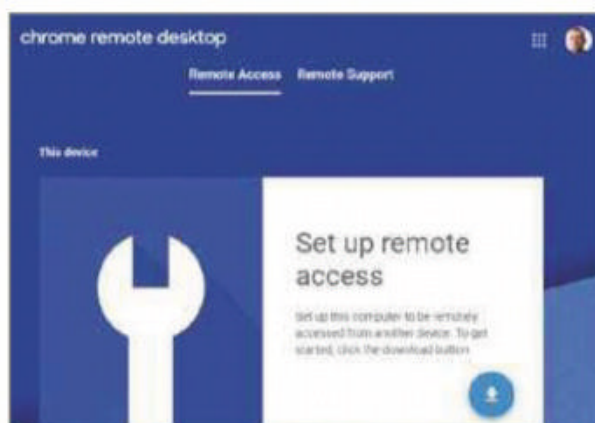 chrome remote desktop
Remote Access Remote Support
This device
Set up remote
access
Set up this computer to be remotely
accessed from another device. To get
started, click the download button